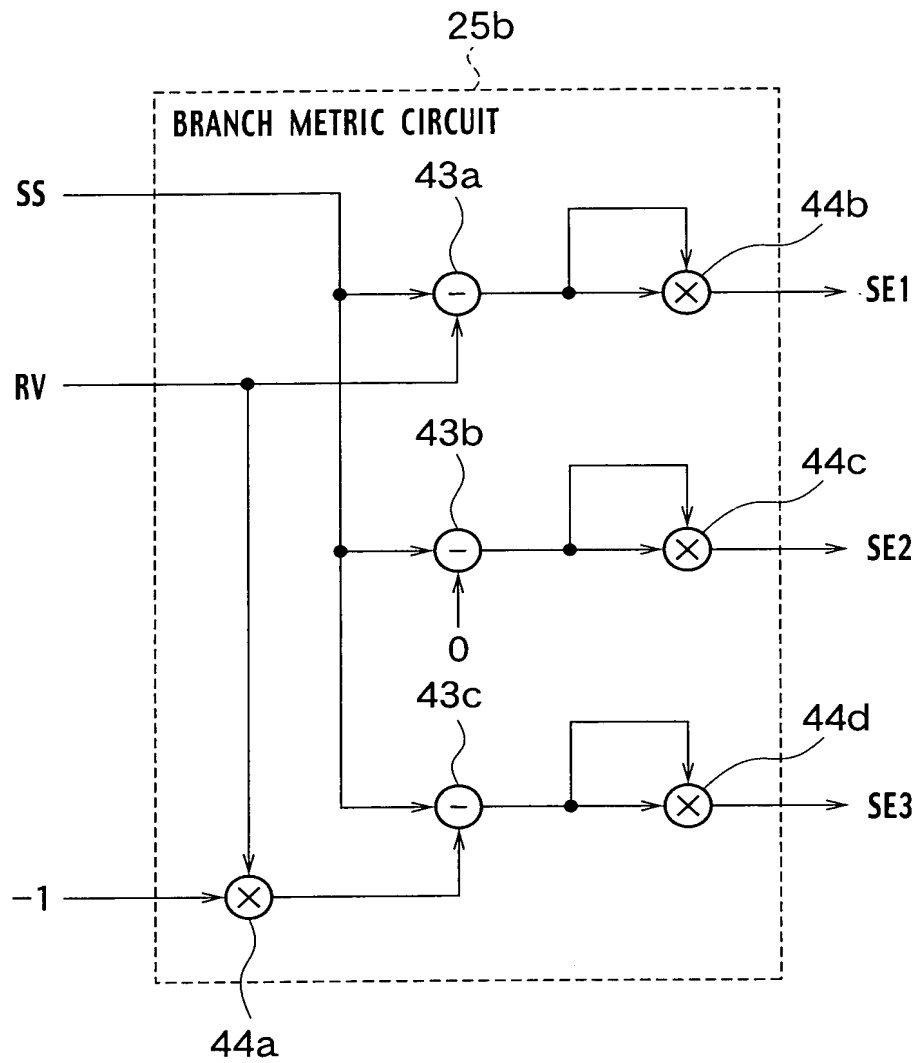 25b
BRANCH METRIC CIRCUIT
SS
43a
44b
SE1
RV
43b
44c
SE2
0
43c
44d
SE3
-1
44a